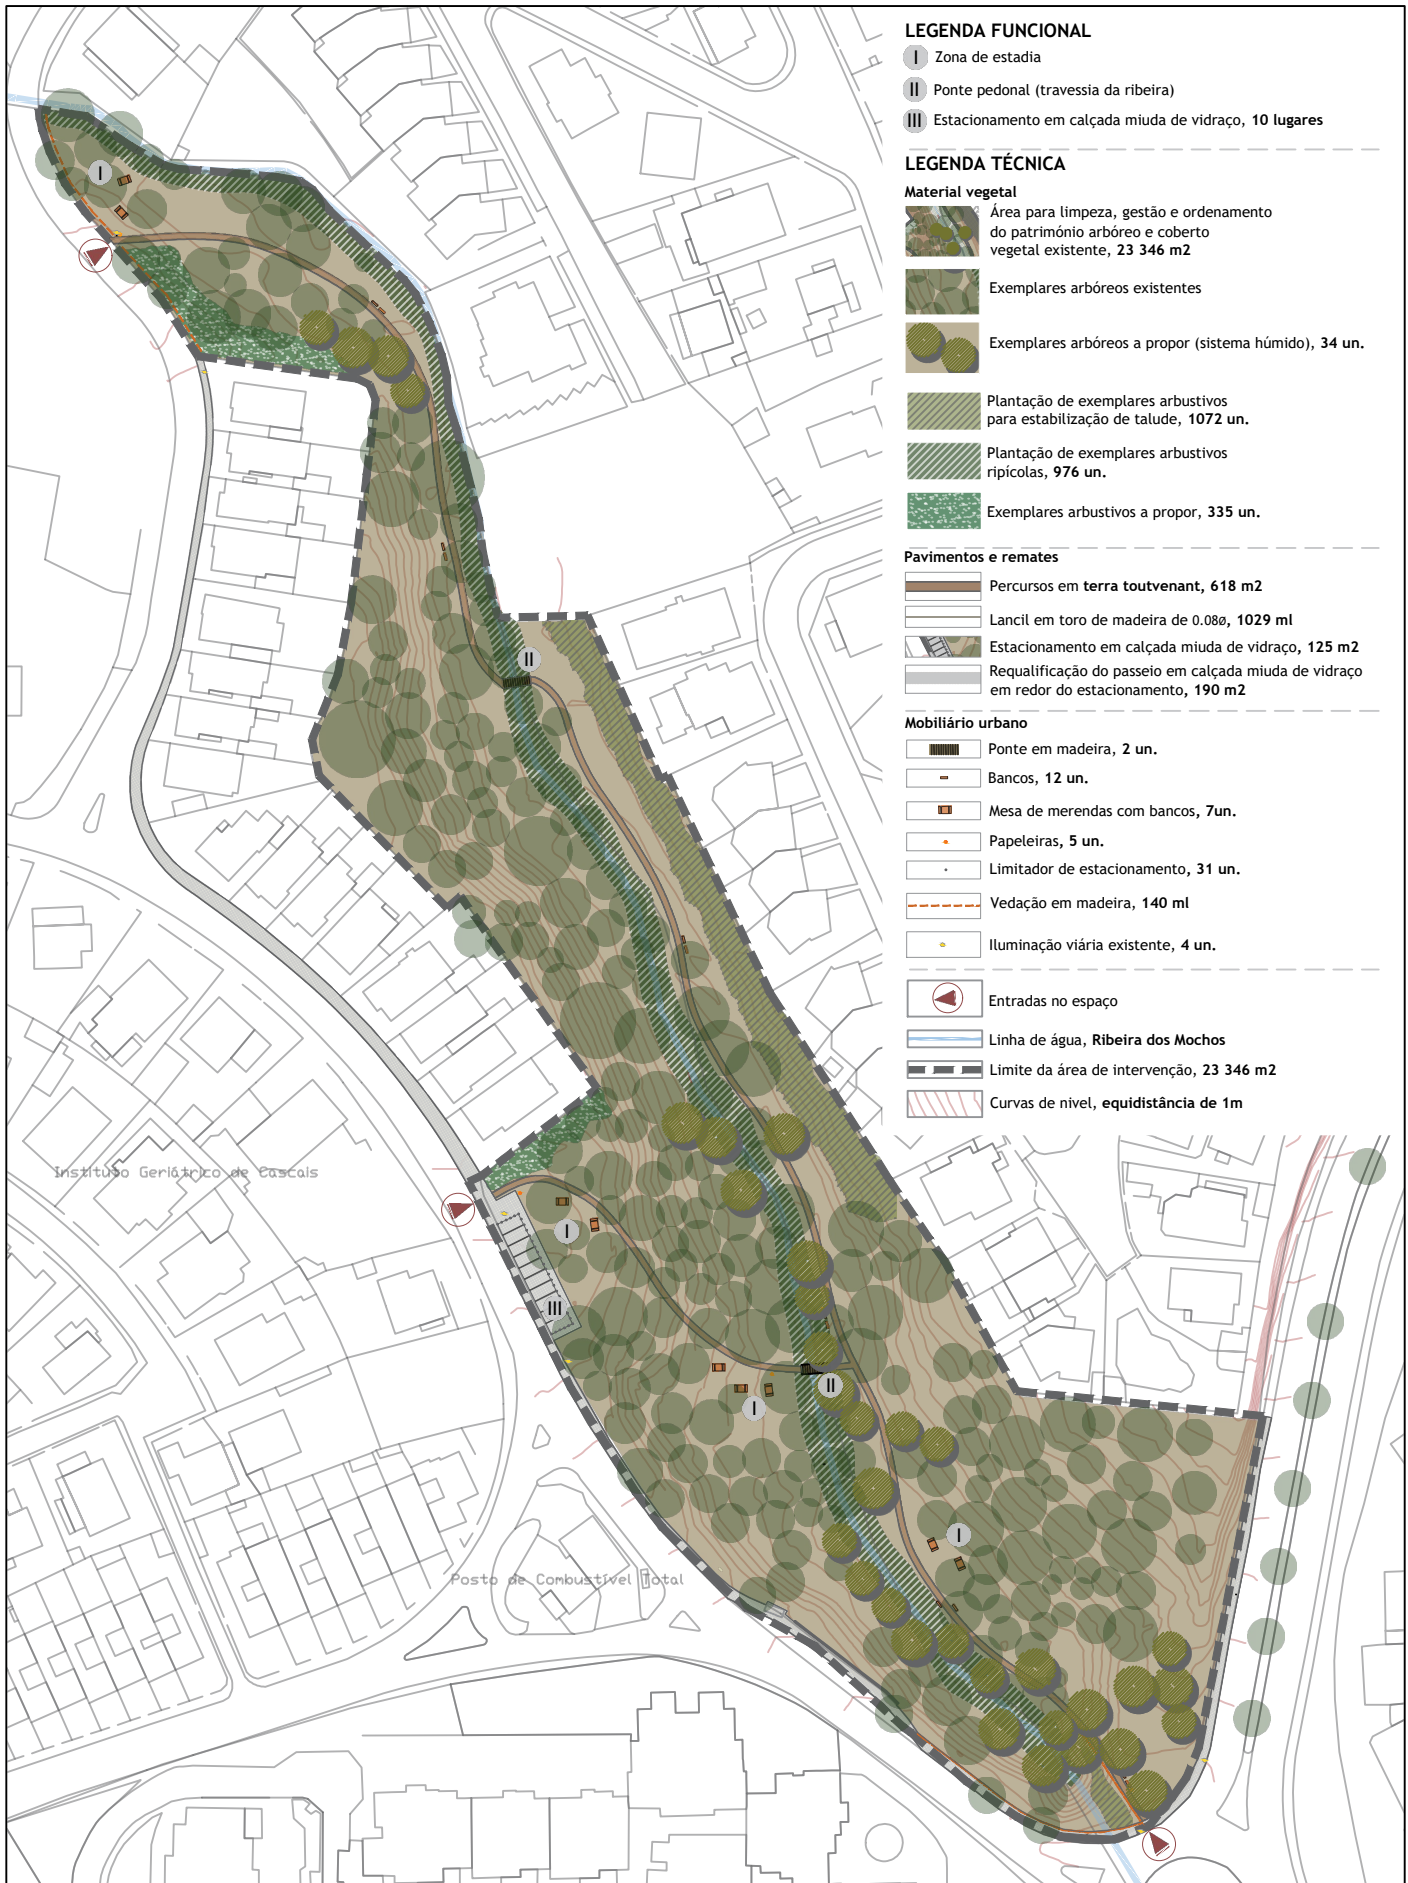 LEGENDA FUNCIONAL
I Zona de estadia
II Ponte pedonal (travessia da ribeira)
III Estacionamento em calçada miuda de vidraço, 10 lugares
LEGENDA TÉCNICA
Material vegetal
Área para limpeza, gestão e ordenamento
do património arbóreo e coberto
vegetal existente, 23 346 m2
Exemplares arbóreos existentes
Exemplares arbóreos a propor (sistema húmido), 34 un.
Plantação de exemplares arbustivos
para estabilização de talude, 1072 un.
Plantação de exemplares arbustivos
ripícolas, 976 un.
Exemplares arbustivos a propor, 335 un.
Pavimentos e remates
Percursos em terra toutvenant, 618 m2
Lancil em toro de madeira de 0.08ø, 1029 ml
Estacionamento em calçada miuda de vidraço, 125 m2
Requalificação do passeio em calçada miuda de vidraço
em redor do estacionamento, 190 m2
Mobiliário urbano
Ponte em madeira, 2 un.
Bancos, 12 un.
Mesa de merendas com bancos, 7un.
Papeleiras, 5 un.
Limitador de estacionamento, 31 un.
Vedação em madeira, 140 ml
Iluminação viária existente, 4 un.
Entradas no espaço
Linha de água, Ribeira dos Mochos
Limite da área de intervenção, 23 346 m2
Curvas de nivel, equidistância de 1m
I
II
Instituto Geriátrico de Cascais
I
III
II
I
I
Posto de Combustível Total